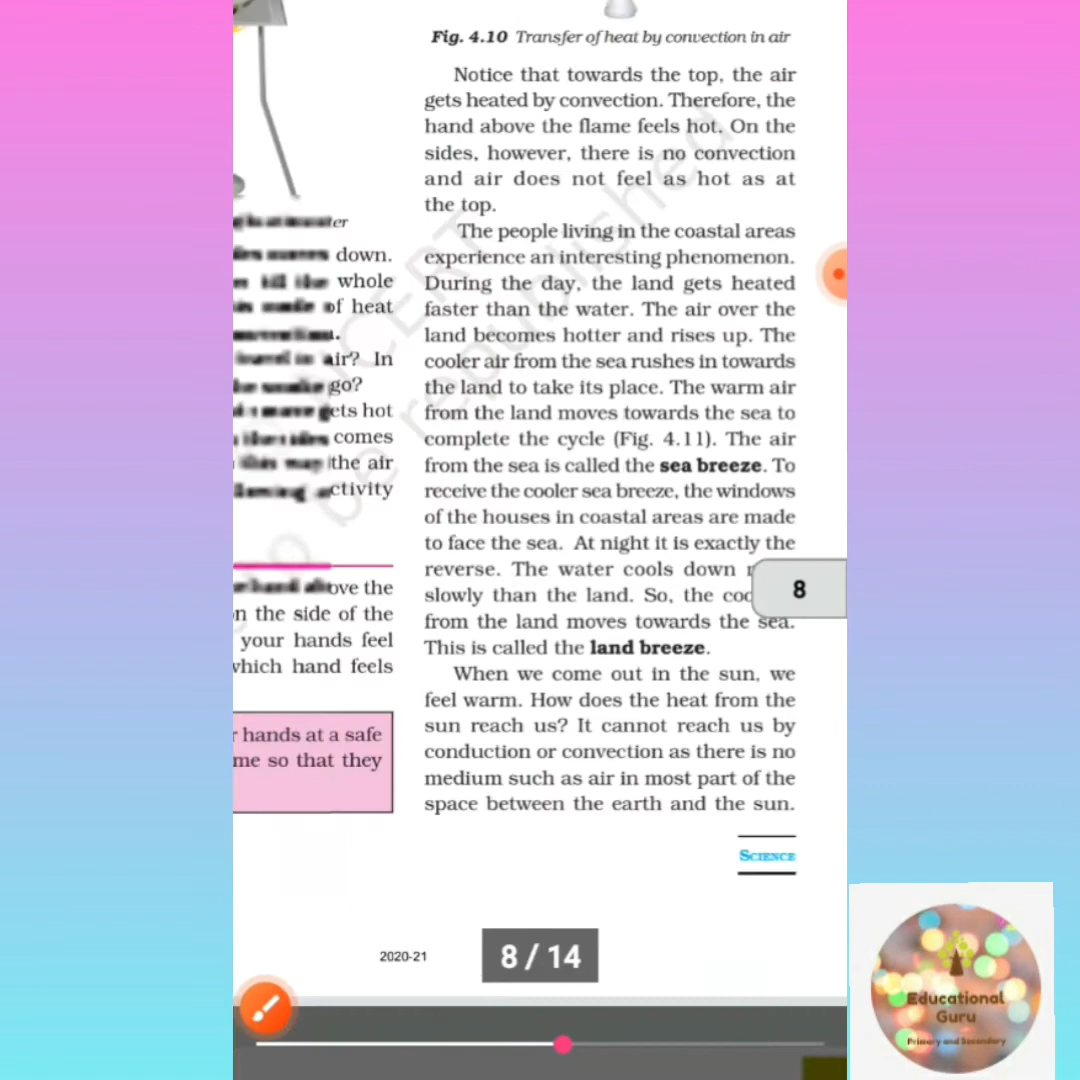 Fig. 4.10 Transfer of heat by convection in air
Notice that towards the top, the air
gets heated by convection. Therefore, the
hand above the flame feels hot. On the
sides, however, there is no convection
and air does not feel as hot as at
the top.
The people living in the coastal areas
experience an interesting phenomenon.
During the day, the land gets heated
faster than the water. The air over the
land becomes hotter and rises up. The
cooler air from the sea rushes in towards
the land to take its place. The warm air
from the land moves towards the sea to
complete the cycle (Fig. 4.11). The air
from the sea is called the sea breeze. To
receive the cooler sea breeze, the windows
of the houses in coastal areas are made
to face the sea. At night it is exactly the
reverse. The water cools down
slowly than the land. So, the
from the land moves towards the sea.
This is called the land breeze.
When we come out in the sun, we
feel warm. How does the heat from the
sun reach us? It cannot reach us by
conduction or convection as there is no
medium such as air in most part of the
space between the earth and the sun.
down.
whole
of heat
air? In
go?
gets hot
comes
the air
activity
the
on the side of the
your hands feel
which hand feels
hands at a safe
me so that they
8
SCIENCE
2020-21
8 / 14
be republished
Educational
Guru
Primary and Secondary